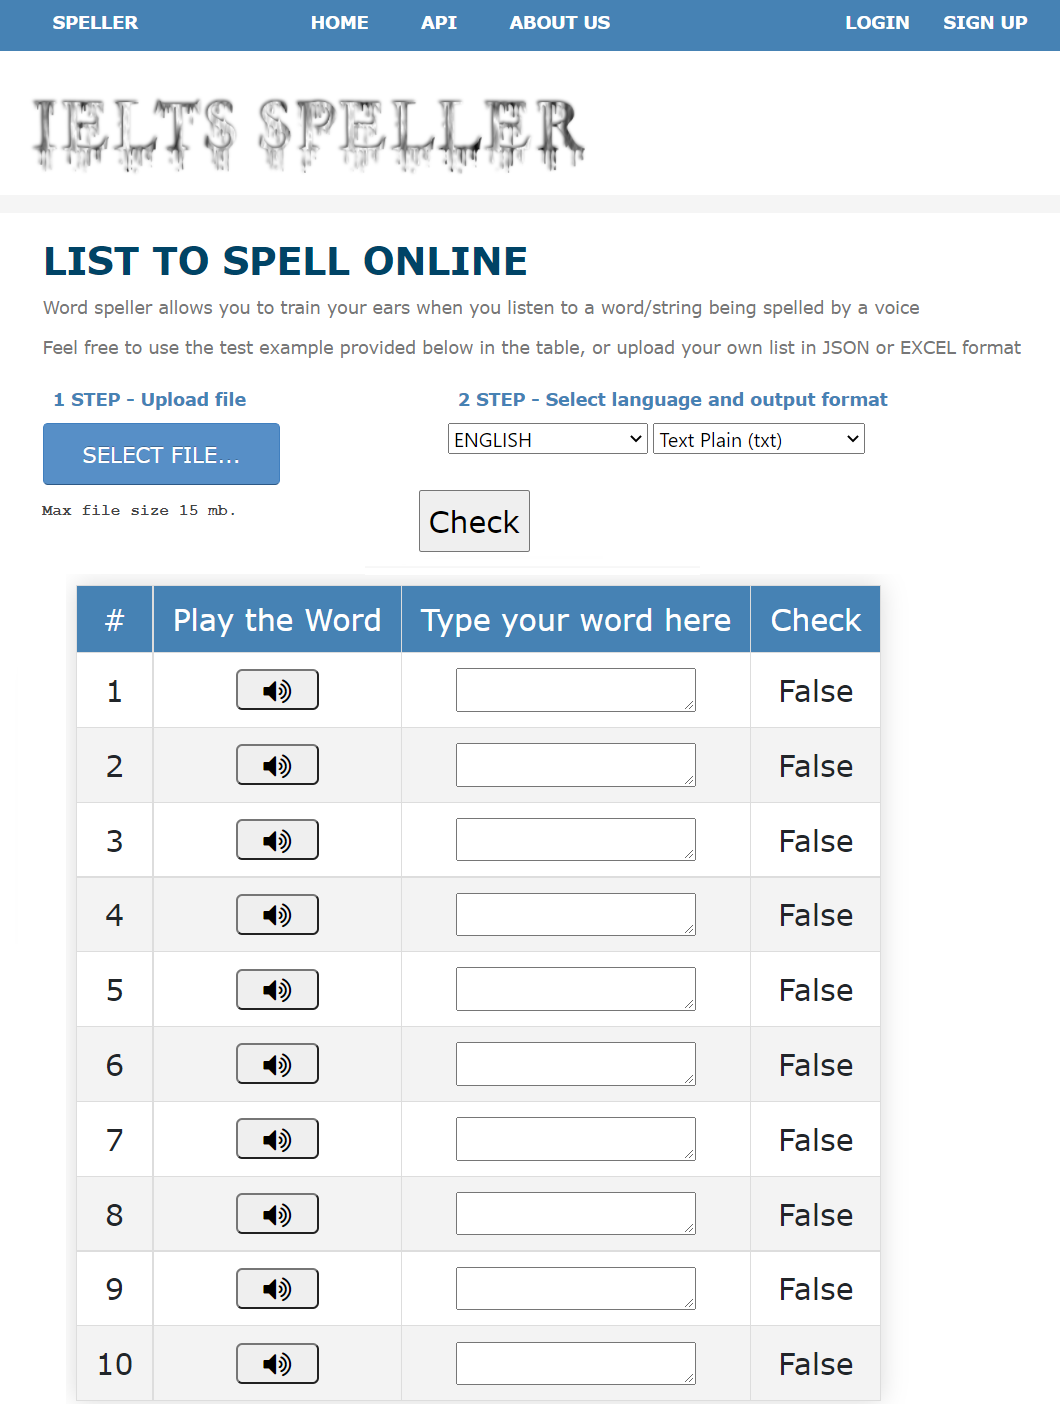 SPELLER HOME API ABOUT US LOGIN SIGN UP
IELTS SPELLER
LIST TO SPELL ONLINE
Word speller allows you to train your ears when you listen to a word/string being spelled by a voice
Feel free to use the test example provided below in the table, or upload your own list in JSON or EXCEL format
1 STEP - Upload file 2 STEP - Select language and output format
SELECT FILE... ENGLISH Text Plain (txt)
Max file size 15 mb.
Check
# Play the Word Type your word here Check
1 False
2 False
3 False
4 False
5 False
6 False
7 False
8 False
9 False
10 False